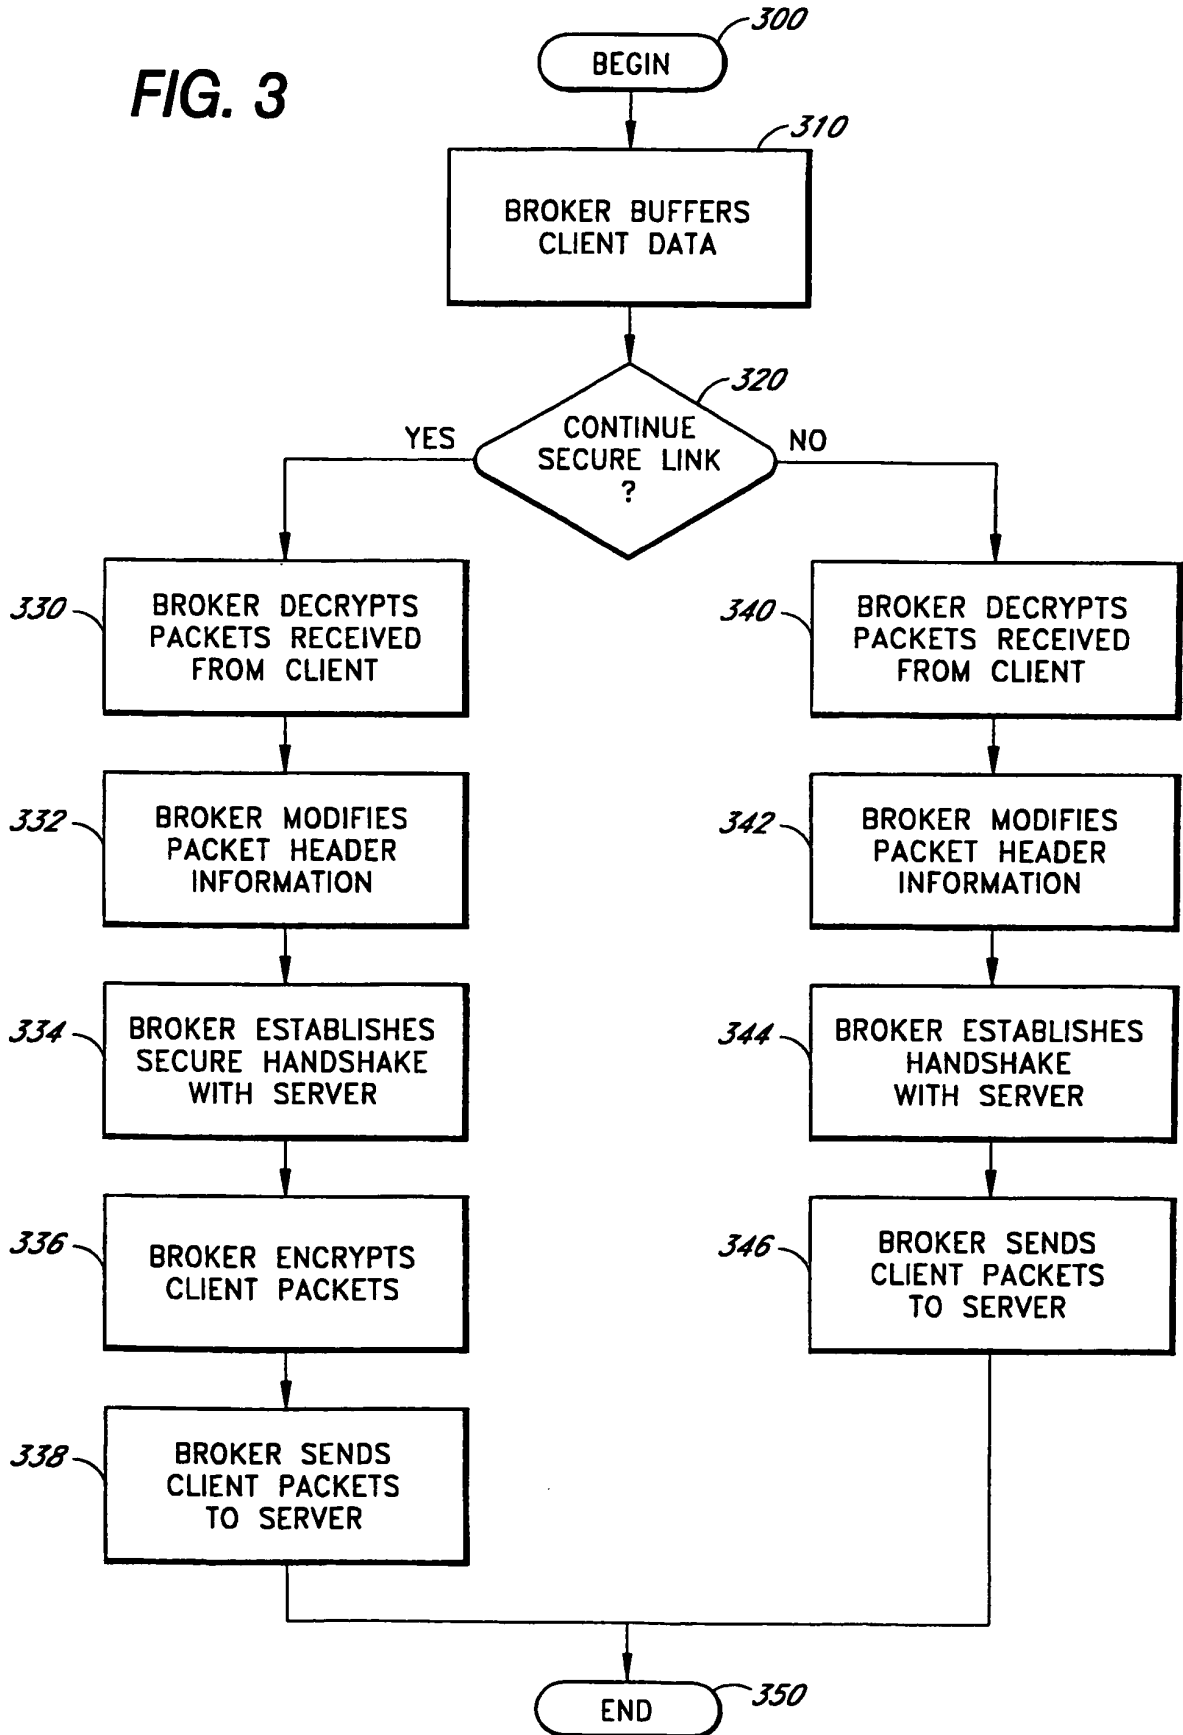 FIG. 3
300
BEGIN
310
BROKER BUFFERS
CLIENT DATA
320
CONTINUE
SECURE LINK
?
YES
NO
330
BROKER DECRYPTS
PACKETS RECEIVED
FROM CLIENT
332
BROKER MODIFIES
PACKET HEADER
INFORMATION
334
BROKER ESTABLISHES
SECURE HANDSHAKE
WITH SERVER
336
BROKER ENCRYPTS
CLIENT PACKETS
338
BROKER SENDS
CLIENT PACKETS
TO SERVER
340
BROKER DECRYPTS
PACKETS RECEIVED
FROM CLIENT
342
BROKER MODIFIES
PACKET HEADER
INFORMATION
344
BROKER ESTABLISHES
HANDSHAKE
WITH SERVER
346
BROKER SENDS
CLIENT PACKETS
TO SERVER
END
350